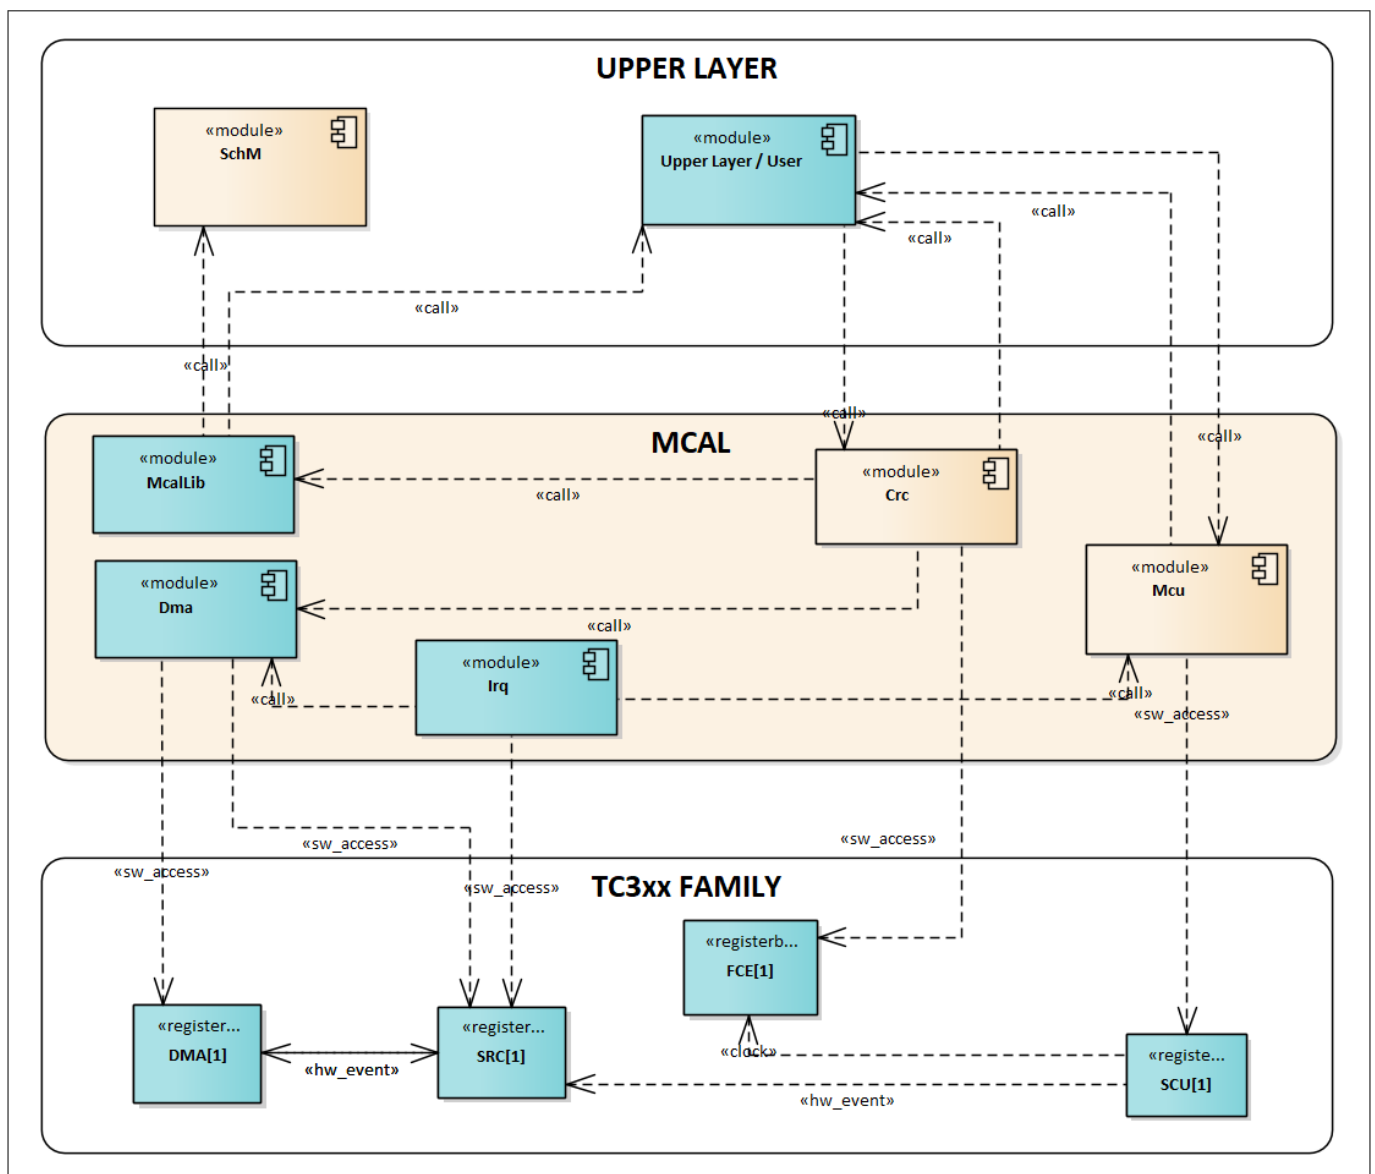 UPPER LAYER
«module»
SchM
«module»
Upper Layer / User
«call»
«call»
«call»
«call»
«call»
«call»
MCAL
«module»
McalLib
«module»
Crc
«call»
«module»
Mcu
«module»
Dma
«call»
«module»
Irq
«call»
«call»
«sw_access»
«sw_access»
«sw_access»
«sw_access»
«sw_access»
TC3xx FAMILY
«registerb...
FCE[1]
«register...
DMA[1]
«register...
SRC[1]
«hw_event»
«clock»
«registe...
SCU[1]
«hw_event»